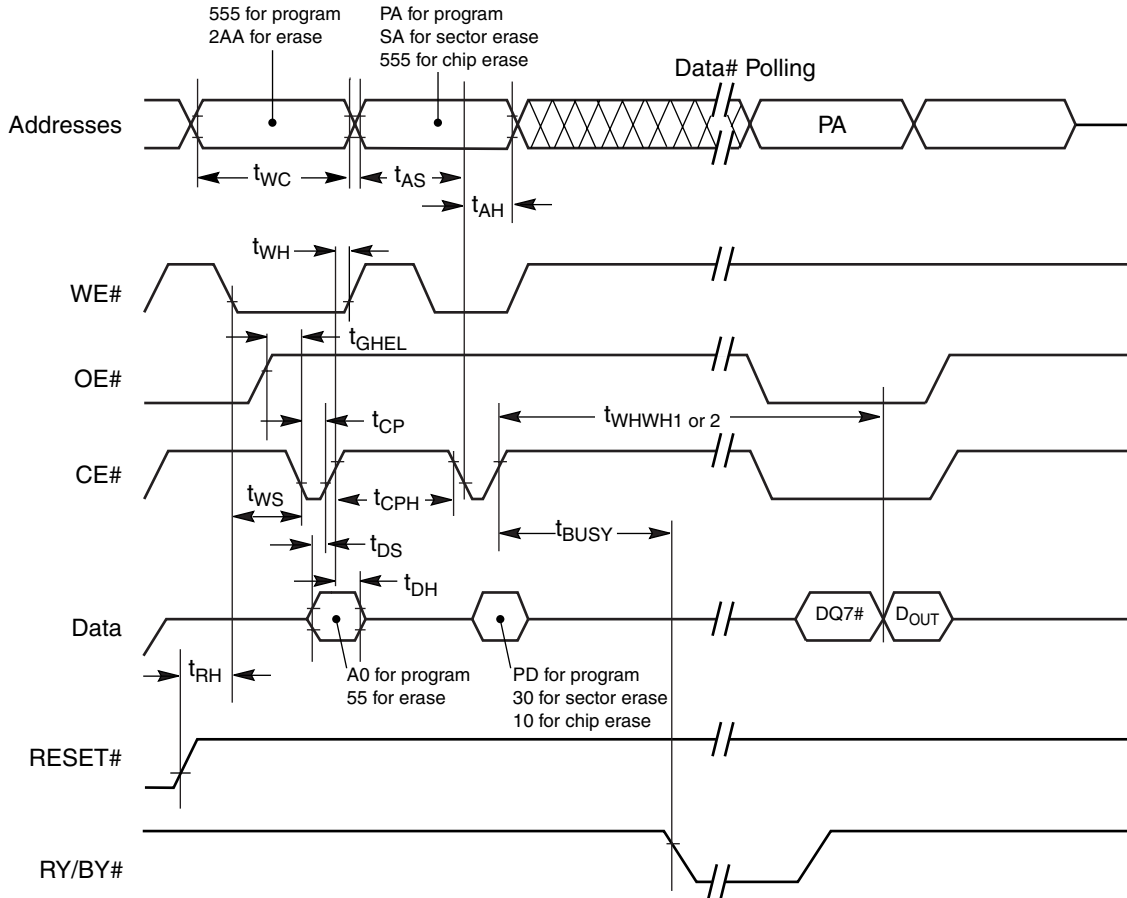 555 for program
2AA for erase
PA for program
SA for sector erase
555 for chip erase
Data# Polling
Addresses
PA
tWC
tAS
tAH
tWH
WE#
tGHEL
OE#
tCP
tWHWH1 or 2
CE#
tWS
tCPH
tBUSY
tDS
tDH
Data
DQ7#
DOUT
tRH
A0 for program
55 for erase
PD for program
30 for sector erase
10 for chip erase
RESET#
RY/BY#